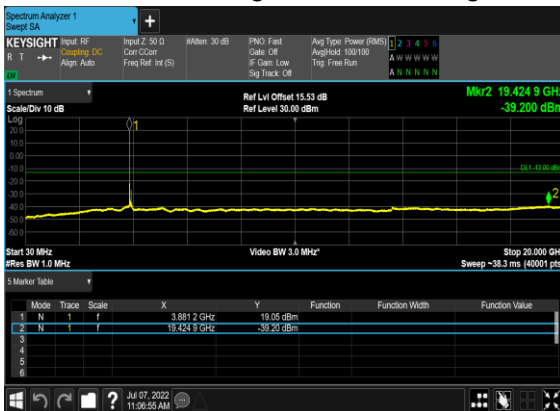 Spectrum Analyzer 1
Swept SA
+
KEYSIGHT Input: RF Input Z: 50 Ω #Atten: 30 dB PNO: Fast Avg Type: Power (RMS) 1 2 3 4 5 6
R T Coupling: DC Corr CCorr Gate: Off Avg|Hold: 100/100 A W W W W W
Align: Auto Freq Ref: Int (S) IF Gain: Low Trig: Free Run
Sig Track: Off A N N N N N
1 Spectrum Ref Lvl Offset 15.53 dB Mkr2 19.424 9 GHz
Scale/Div 10 dB Ref Level 30.00 dBm -39.200 dBm
Log
1
20.0
10.0
0.00
-10.0 DL1 -13.00 dBm
-20.0
-30.0
2
-40.0
-50.0
-60.0
Start 30 MHz Video BW 3.0 MHz* Stop 20.000 GHz
#Res BW 1.0 MHz Sweep ~38.3 ms (40001 pts
5 Marker Table
Mode Trace Scale X Y Function Function Width Function Value
1 N 1 f 3.881 2 GHz 19.05 dBm
2 N 1 f 19.424 9 GHz -39.20 dBm
3
4
5
6
? Jul 07, 2022
11:06:55 AM